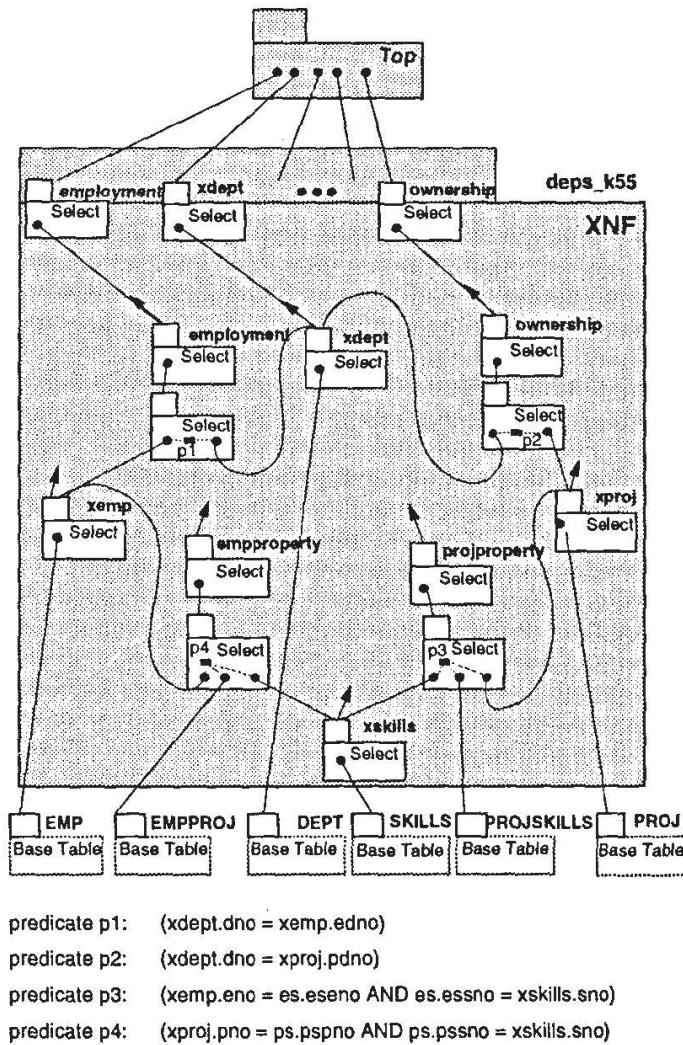 Top
employment
xdept
ownership
deps_k55
Select
Select
Select
XNF
employment
xdept
ownership
Select
Select
Select
Select
Select
p1
p2
xemp
xproj
Select
Select
empproperty
projproperty
Select
Select
p4 Select
p3 Select
xskills
Select
EMP EMPPROJ DEPT SKILLS PROJSKILLS PROJ
Base Table Base Table Base Table Base Table Base Table Base Table
predicate p1: (xdept.dno = xemp.edno)
predicate p2: (xdept.dno = xproj.pdno)
predicate p3: (xemp.eno = es.eseno AND es.essno = xskills.sno)
predicate p4: (xproj.pno = ps.pspno AND ps.pssno = xskills.sno)